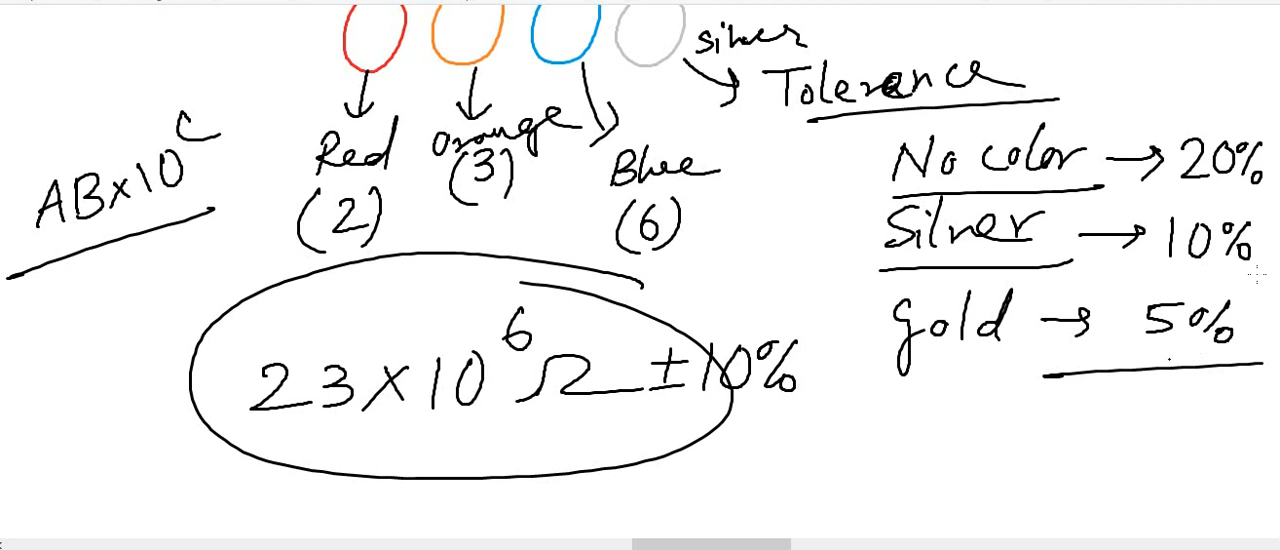 silver
Tolerance
Red
Orange
Blue
(2)
(3)
(6)
AB×10^C
No color → 20%
Silver → 10%
gold → 5%
23×10^6 Ω ±10%